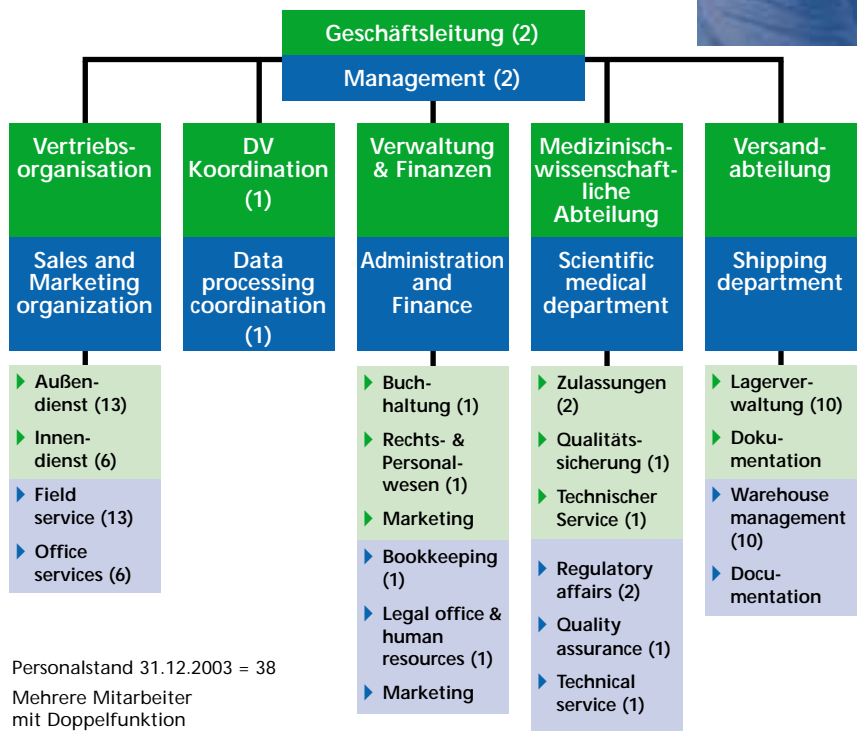 Geschäftsleitung (2)
Management (2)
Vertriebs-
organisation
Sales and
Marketing
organization
Außen-
dienst (13)
Innen-
dienst (6)
Field
service (13)
Office
services (6)
DV
Koordination
(1)
Data
processing
coordination
(1)
Verwaltung
& Finanzen
Administration
and
Finance
Buch-
haltung (1)
Rechts- &
Personal-
wesen (1)
Marketing
Bookkeeping
(1)
Legal office &
human
resources (1)
Marketing
Medizinisch-
wissenschaft-
liche
Abteilung
Scientific
medical
department
Zulassungen
(2)
Qualitäts-
sicherung (1)
Technischer
Service (1)
Regulatory
affairs (2)
Quality
assurance (1)
Technical
service (1)
Versand-
abteilung
Shipping
department
Lagerver-
waltung (10)
Doku-
mentation
Warehouse
management
(10)
Docu-
mentation
Personalstand 31.12.2003 = 38
Mehrere Mitarbeiter
mit Doppelfunktion